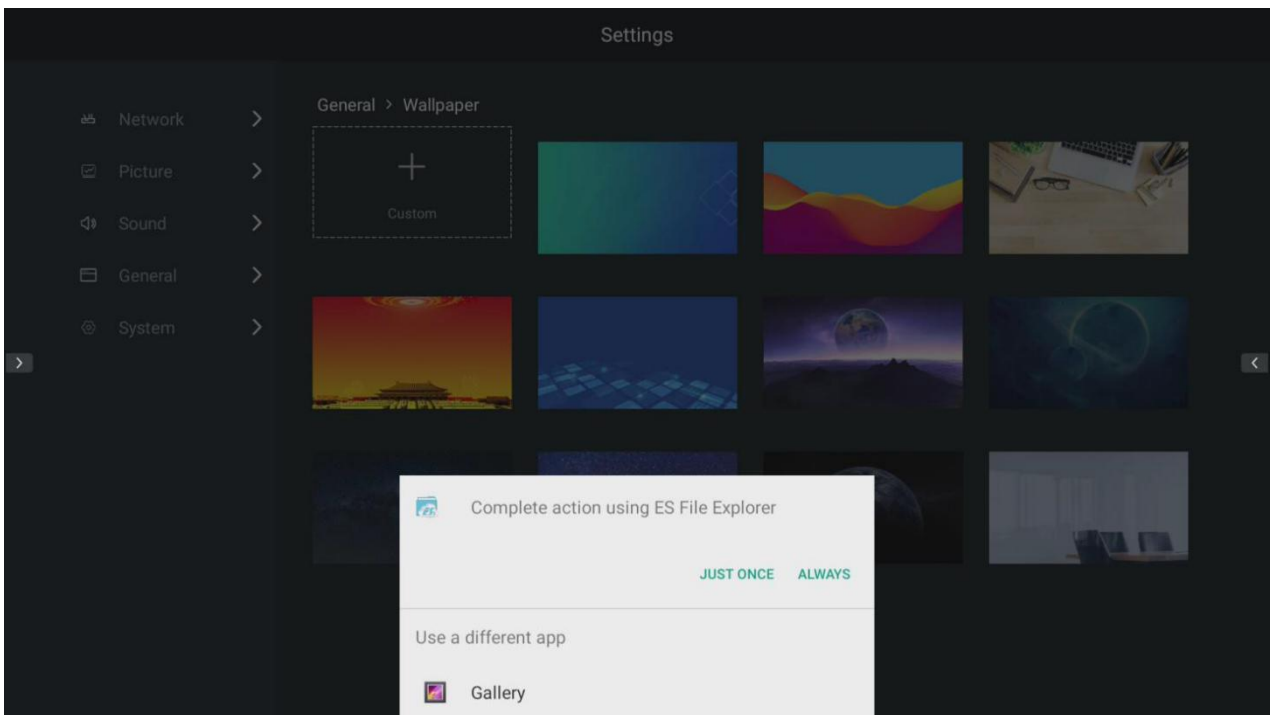 Settings
Network
Picture
Sound
General
System
General > Wallpaper
Custom
Complete action using ES File Explorer
JUST ONCE ALWAYS
Use a different app
Gallery